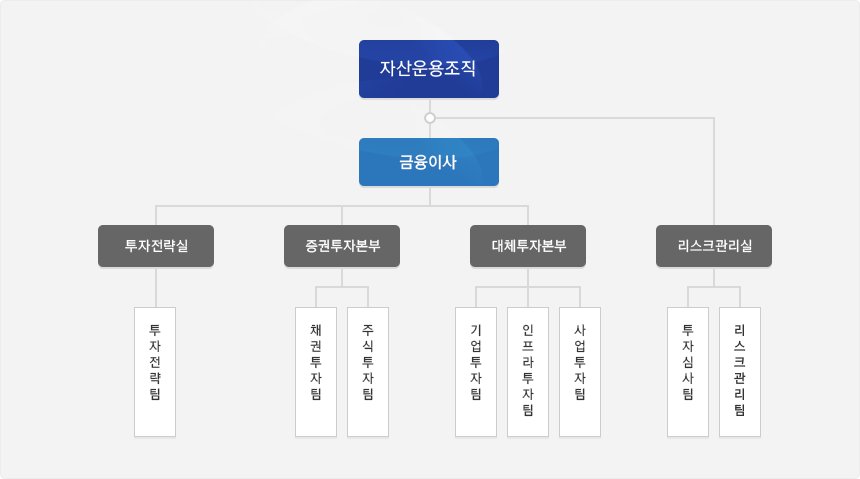 자산운용조직
금융이사
투자전략실
증권투자본부
대체투자본부
리스크관리실
투자전략팀
채권투자팀
주식투자팀
기업투자팀
인프라투자팀
사업투자팀
투자심사팀
리스크관리팀